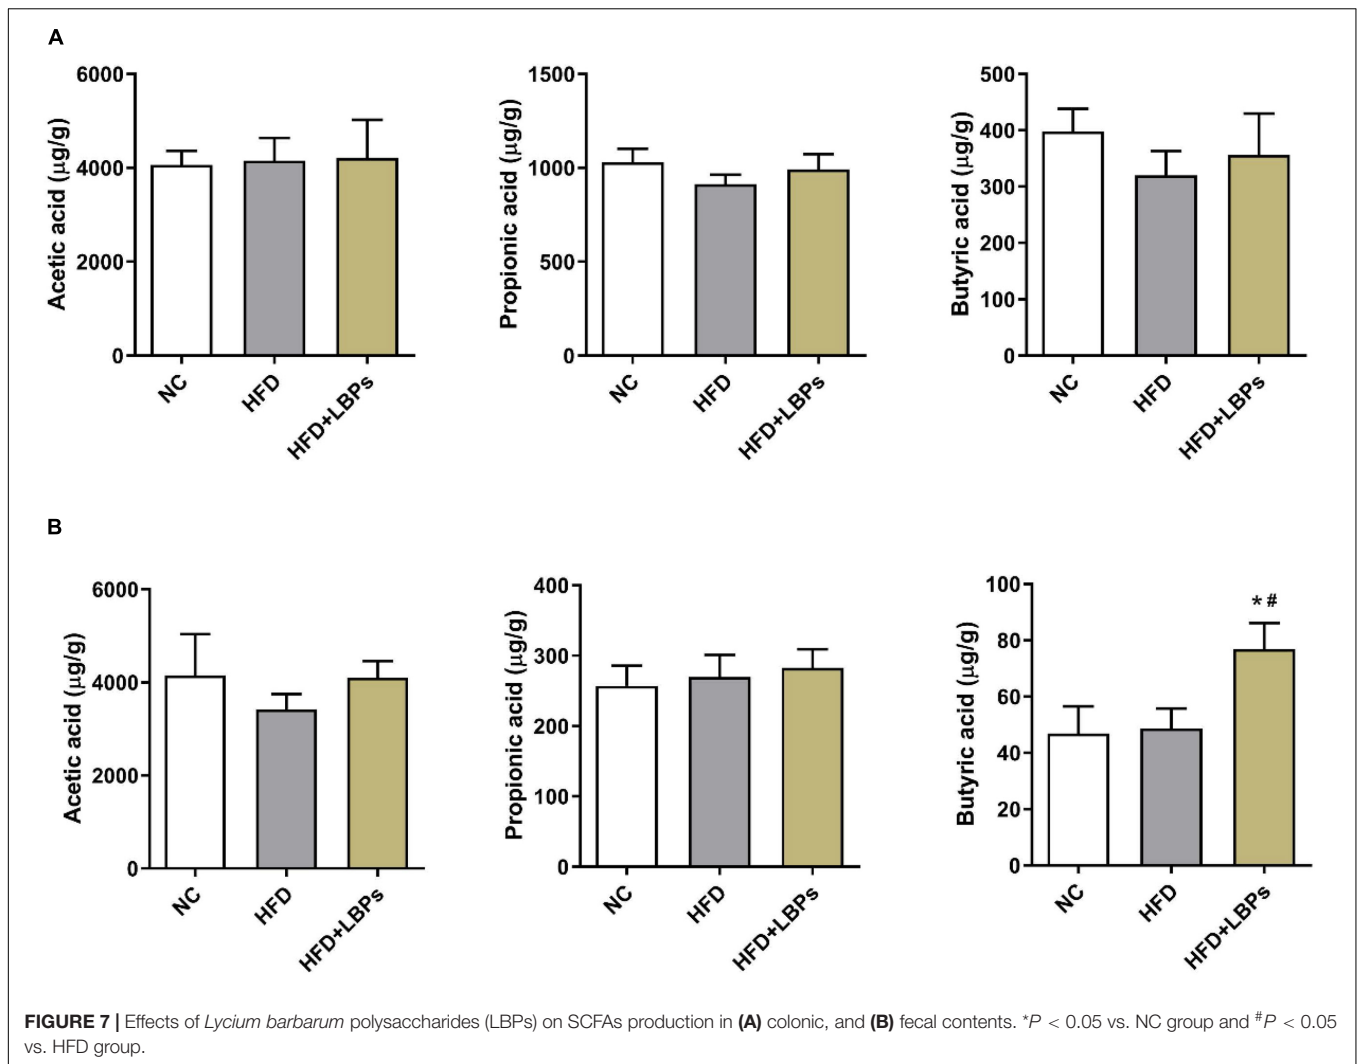 A
Acetic acid (μg/g)
6000
4000
2000
0
NC
HFD
HFD+LBPs
Propionic acid (μg/g)
1500
1000
500
0
NC
HFD
HFD+LBPs
Butyric acid (μg/g)
500
400
300
200
100
0
NC
HFD
HFD+LBPs
B
Acetic acid (μg/g)
6000
4000
2000
0
NC
HFD
HFD+LBPs
Propionic acid (μg/g)
400
300
200
100
0
NC
HFD
HFD+LBPs
Butyric acid (μg/g)
100
80
60
40
20
0
*#
NC
HFD
HFD+LBPs
FIGURE 7 | Effects of Lycium barbarum polysaccharides (LBPs) on SCFAs production in (A) colonic, and (B) fecal contents. *P < 0.05 vs. NC group and #P < 0.05
vs. HFD group.